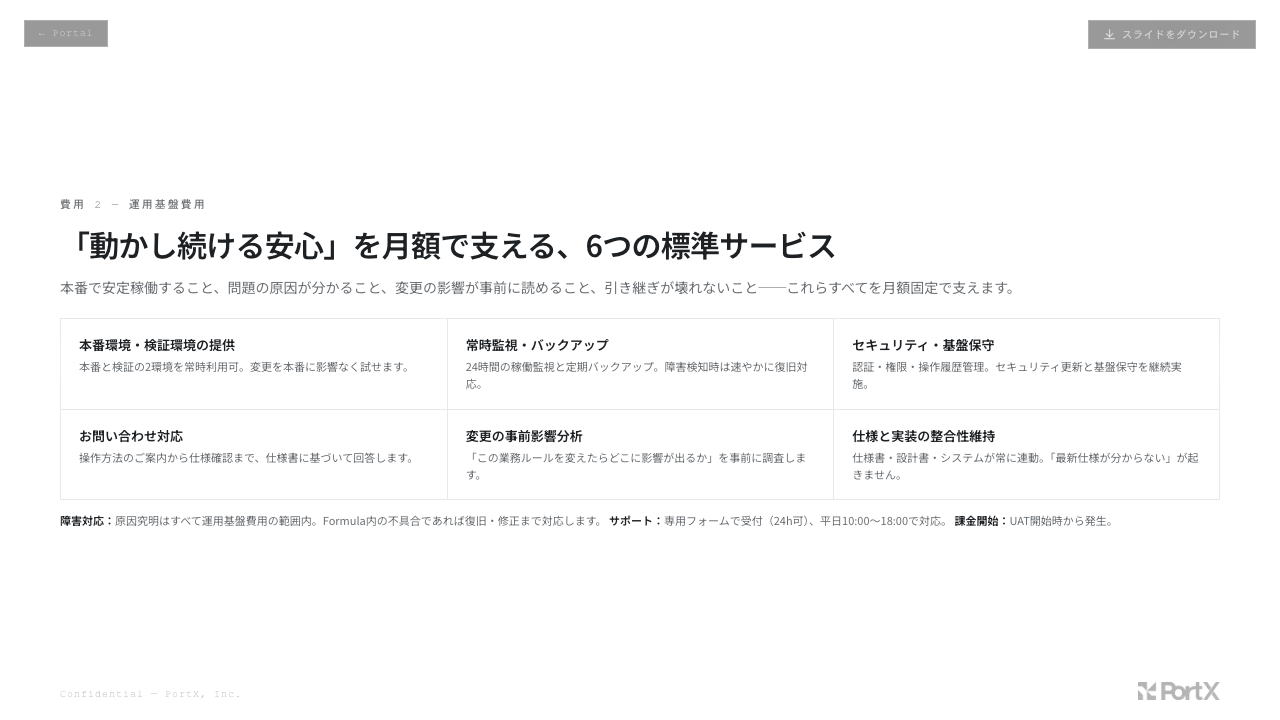 ← Portal
スライドをダウンロード
費用 2 — 運用基盤費用
「動かし続ける安心」を月額で支える、6つの標準サービス
本番で安定稼働すること、問題の原因が分かること、変更の影響が事前に読めること、引き継ぎが壊れないこと──これらすべてを月額固定で支えます。
本番環境・検証環境の提供
本番と検証の2環境を常時利用可。変更を本番に影響なく試せます。
常時監視・バックアップ
24時間の稼働監視と定期バックアップ。障害検知時は速やかに復旧対
応。
セキュリティ・基盤保守
認証・権限・操作履歴管理。セキュリティ更新と基盤保守を継続実
施。
お問い合わせ対応
操作方法のご案内から仕様確認まで、仕様書に基づいて回答します。
変更の事前影響分析
「この業務ルールを変えたらどこに影響が出るか」を事前に調査しま
す。
仕様と実装の整合性維持
仕様書・設計書・システムが常に連動。「最新仕様が分からない」が起
きません。
障害対応：原因究明はすべて運用基盤費用の範囲内。Formula内の不具合であれば復旧・修正まで対応します。 サポート：専用フォームで受付（24h可）、平日10:00〜18:00で対応。 課金開始：UAT開始時から発生。
Confidential — PortX, Inc.
PortX